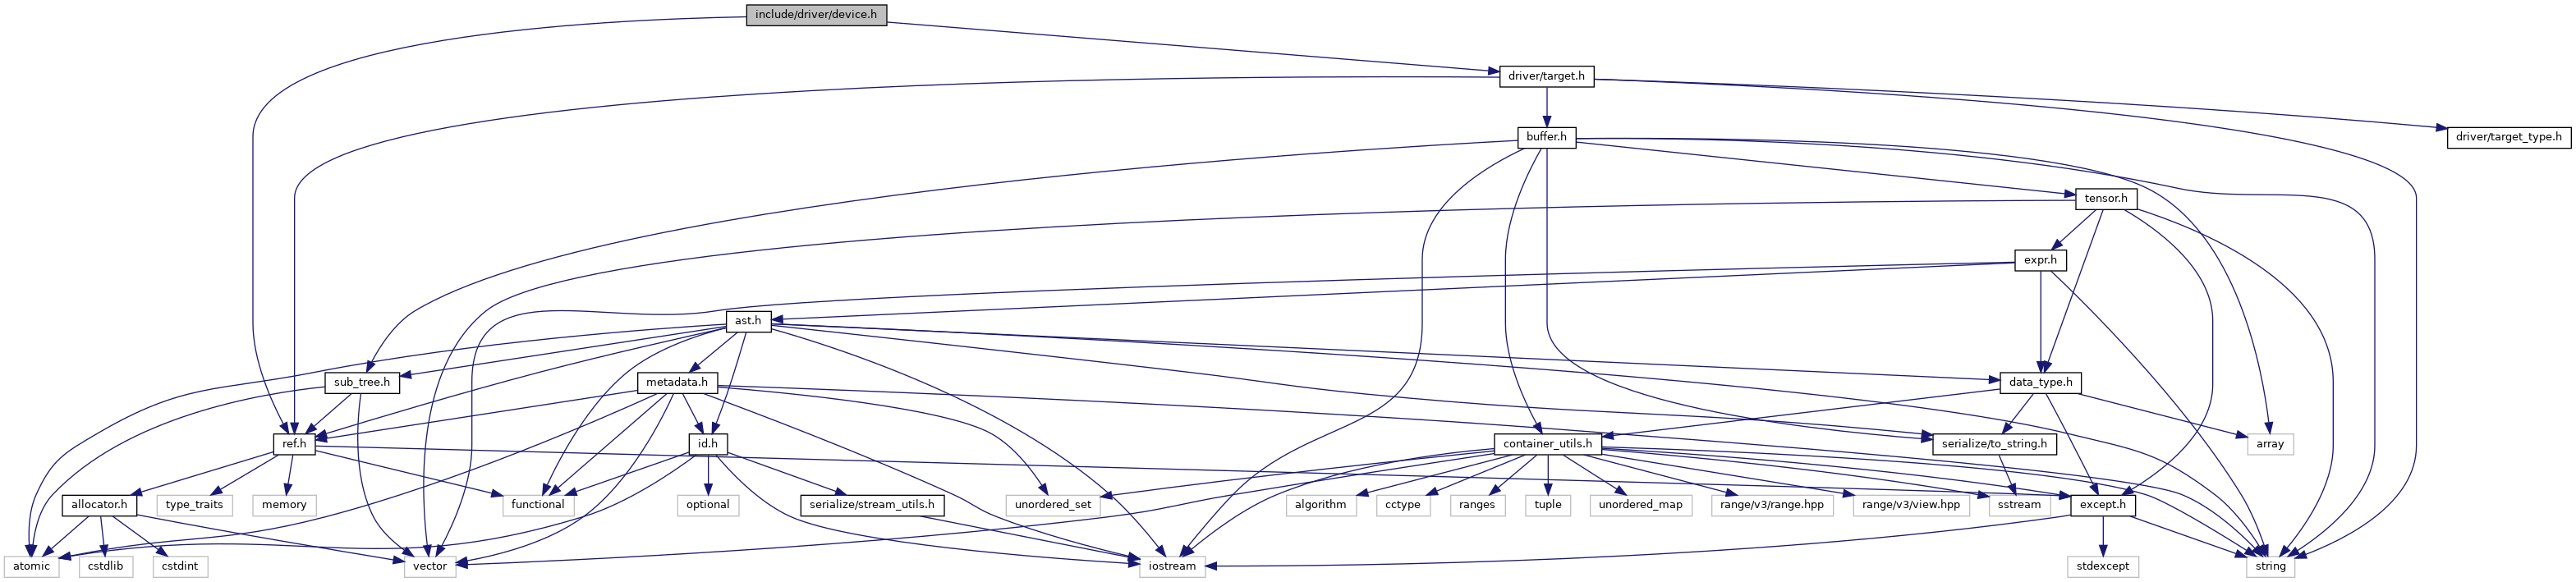 include/driver/device.h
driver/target.h
buffer.h
driver/target_type.h
tensor.h
expr.h
ast.h
sub_tree.h
metadata.h
data_type.h
ref.h
id.h
container_utils.h
serialize/to_string.h
array
allocator.h
type_traits
memory
functional
optional
serialize/stream_utils.h
unordered_set
algorithm
cctype
ranges
tuple
unordered_map
range/v3/range.hpp
range/v3/view.hpp
sstream
except.h
atomic
cstdlib
cstdint
vector
iostream
stdexcept
string